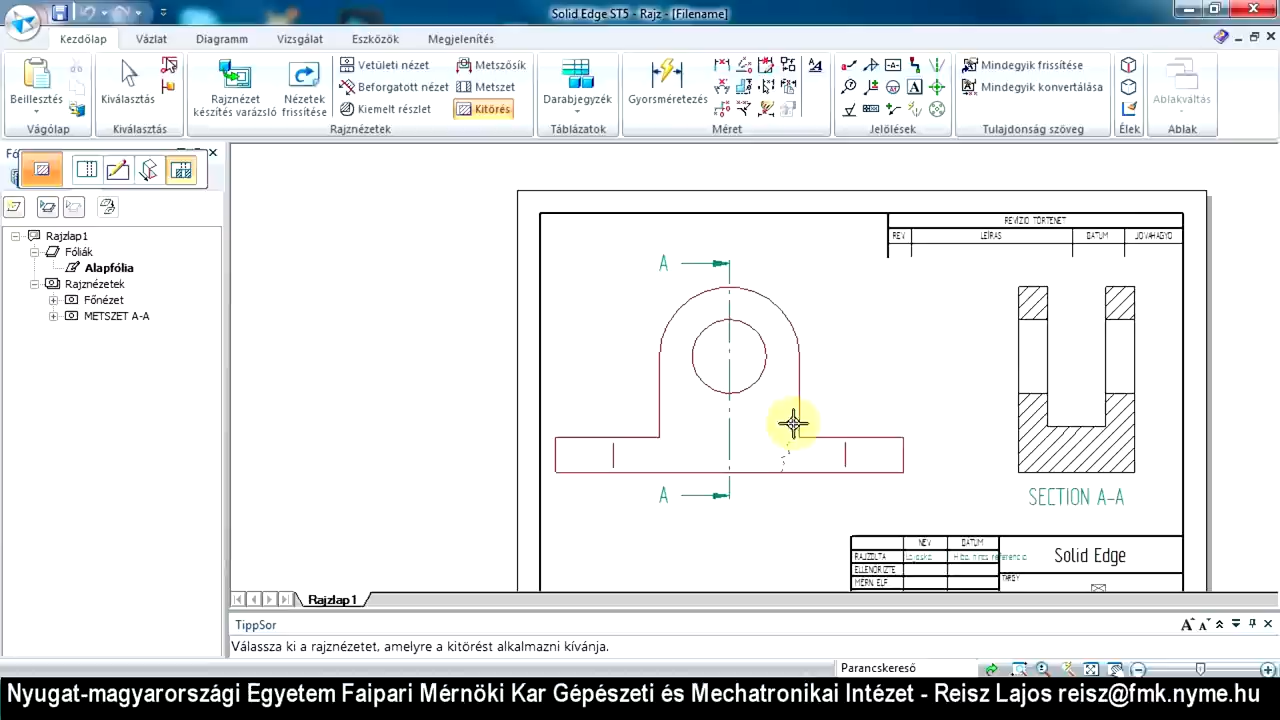 Solid Edge ST5 - Rajz - [Filename]
Kezdőlap Vázlat Diagramm Vizsgálat Eszközök Megjelenítés
Beillesztés
Vágólap
Kiválasztás
Kiválasztás
Rajznézet
készítés varázsló
Nézetek
frissítése
Vetületi nézet
Beforgatott nézet
Kiemelt részlet
Metszősík
Metszet
Kitörés
Rajznézetek
Darabjegyzék
Táblázatok
Gyorsméretezés
Méret
Jelölések
Mindegyik frissítése
Mindegyik konvertálása
Tulajdonság szöveg
Élek
Ablakváltás
Ablak
Rajzlap1
Fóliák
Alapfólia
Rajznézetek
Főnézet
METSZET A-A
REVÍZIÓ TÖRTÉNET
REV LEÍRÁS DÁTUM JÓVÁHAGYÓ
A
A
SECTION A-A
NÉV DÁTUM
RAJZOLTA
ELLENŐRIZTE
MÉRN. ELF
Solid Edge
TÁRGY
Rajzlap1
TippSor
Válassza ki a rajznézetet, amelyre a kitörést alkalmazni kívánja.
Parancskereső
Nyugat-magyarországi Egyetem Faipari Mérnöki Kar Gépészeti és Mechatronikai Intézet - Reisz Lajos reisz@fmk.nyme.hu